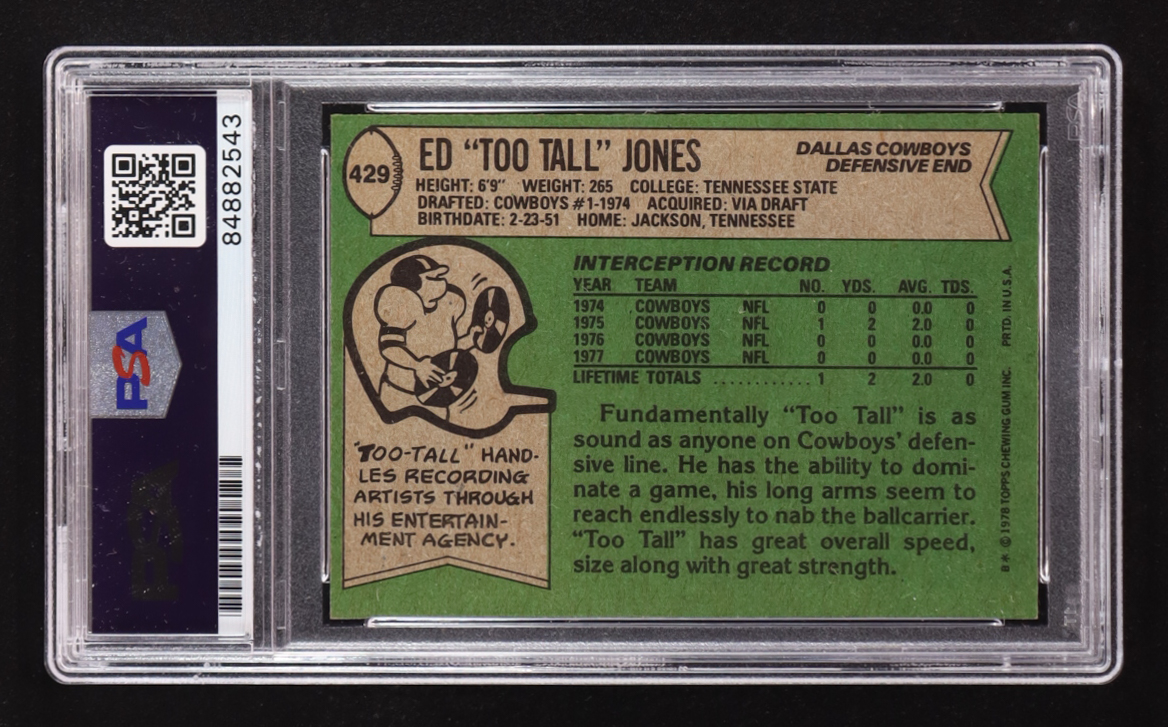 84882543
PSA
429
ED “TOO TALL” JONES
DALLAS COWBOYS
DEFENSIVE END
HEIGHT: 6'9" WEIGHT: 265 COLLEGE: TENNESSEE STATE
DRAFTED: COWBOYS #1-1974 ACQUIRED: VIA DRAFT
BIRTHDATE: 2-23-51 HOME: JACKSON, TENNESSEE
INTERCEPTION RECORD
YEAR TEAM NO. YDS. AVG. TDS.
1974 COWBOYS NFL 0 0 0.0 0
1975 COWBOYS NFL 1 2 2.0 0
1976 COWBOYS NFL 0 0 0.0 0
1977 COWBOYS NFL 0 0 0.0 0
LIFETIME TOTALS ............ 1 2 2.0 0
"TOO-TALL" HAND-
LES RECORDING
ARTISTS THROUGH
HIS ENTERTAIN-
MENT AGENCY.
Fundamentally “Too Tall” is as
sound as anyone on Cowboys’ defen-
sive line. He has the ability to domi-
nate a game, his long arms seem to
reach endlessly to nab the ballcarrier.
“Too Tall” has great overall speed,
size along with great strength.
B * © 1978 TOPPS CHEWING GUM INC. PRTD. IN U.S.A.